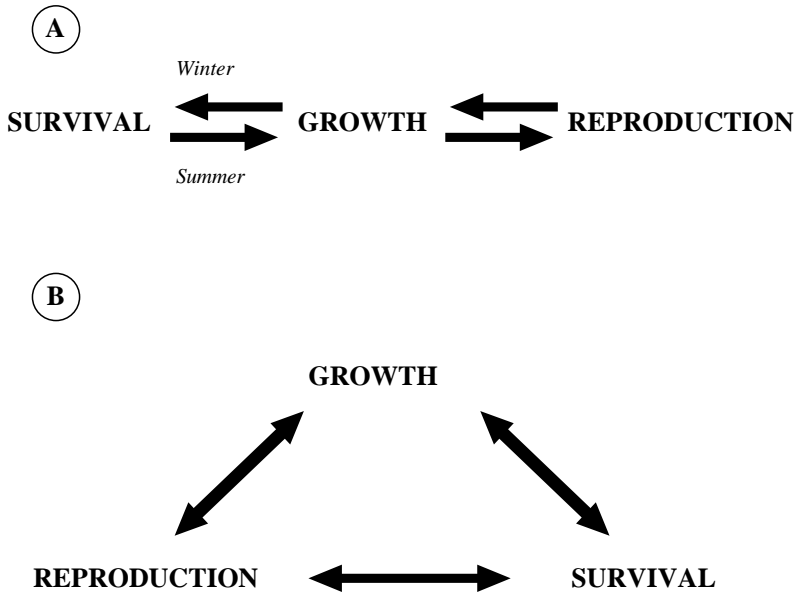 A
Winter
SURVIVAL GROWTH REPRODUCTION
Summer
B
GROWTH
REPRODUCTION SURVIVAL